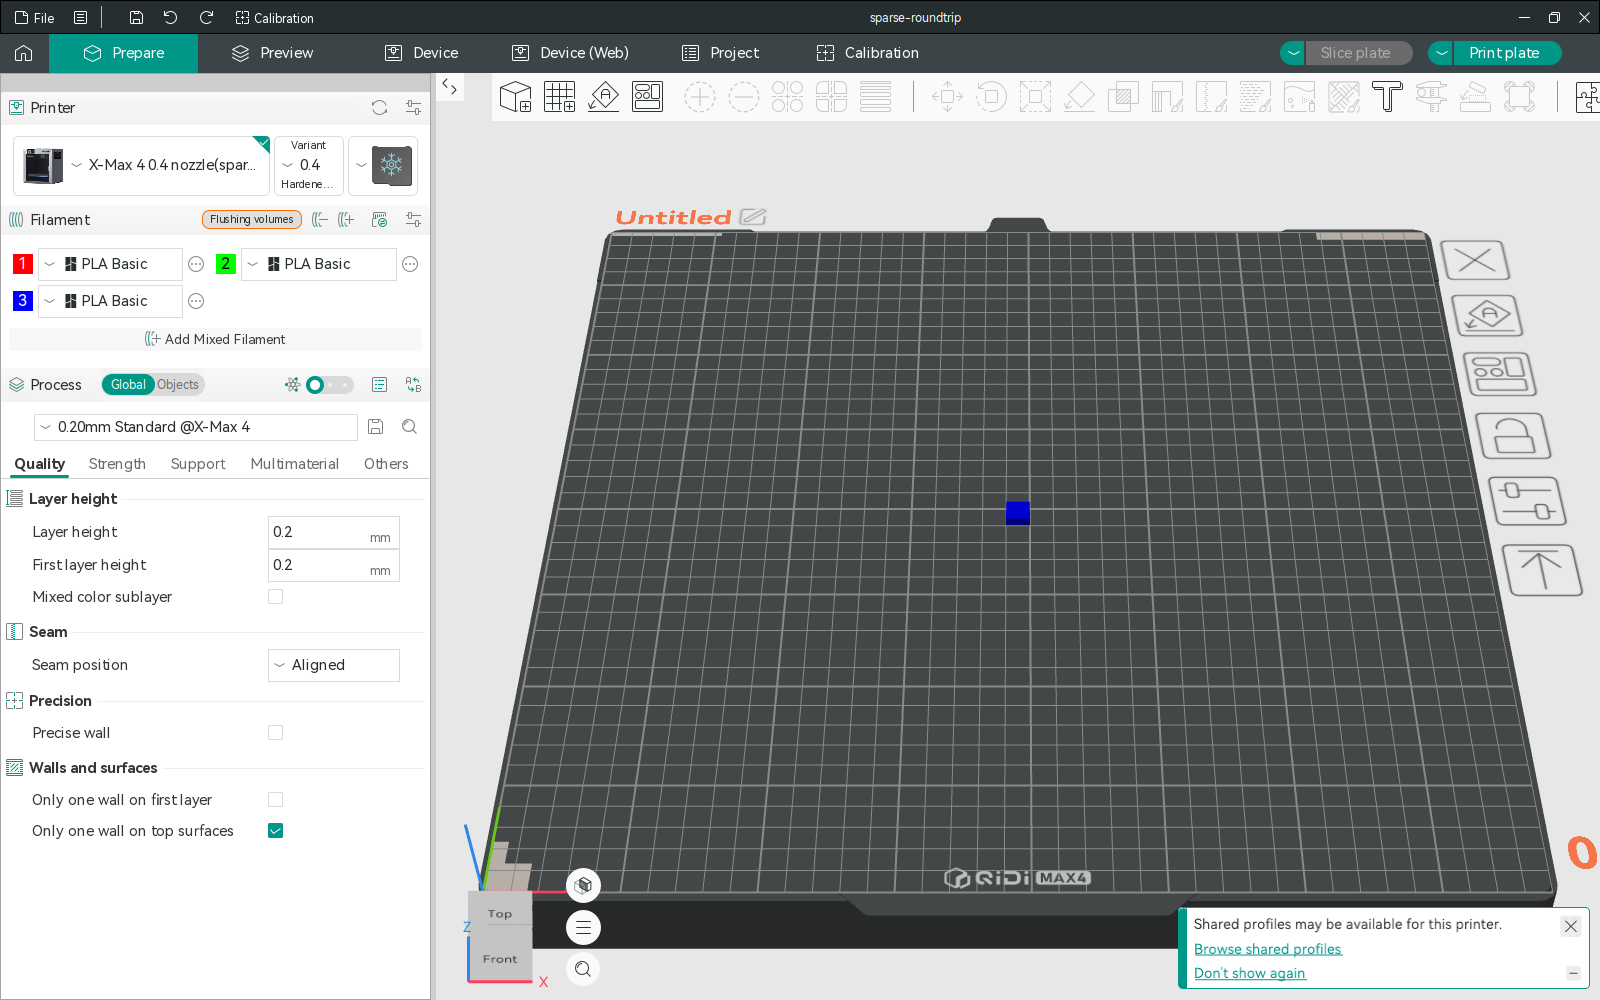 File
Calibration
sparse-roundtrip
Prepare
Preview
Device
Device (Web)
Project
Calibration
Slice plate
Print plate
Printer
X-Max 4 0.4 nozzle(spar...
Variant
0.4
Hardene...
Filament
Flushing volumes
1 PLA Basic
2 PLA Basic
3 PLA Basic
Add Mixed Filament
Process
Global
Objects
A B
0.20mm Standard @X-Max 4
Quality
Strength
Support
Multimaterial
Others
Layer height
Layer height
0.2 mm
First layer height
0.2 mm
Mixed color sublayer
Seam
Seam position
Aligned
Precision
Precise wall
Walls and surfaces
Only one wall on first layer
Only one wall on top surfaces
Untitled
QIDI MAX4
0
Top
Front
Z
X
Shared profiles may be available for this printer.
Browse shared profiles
Don't show again